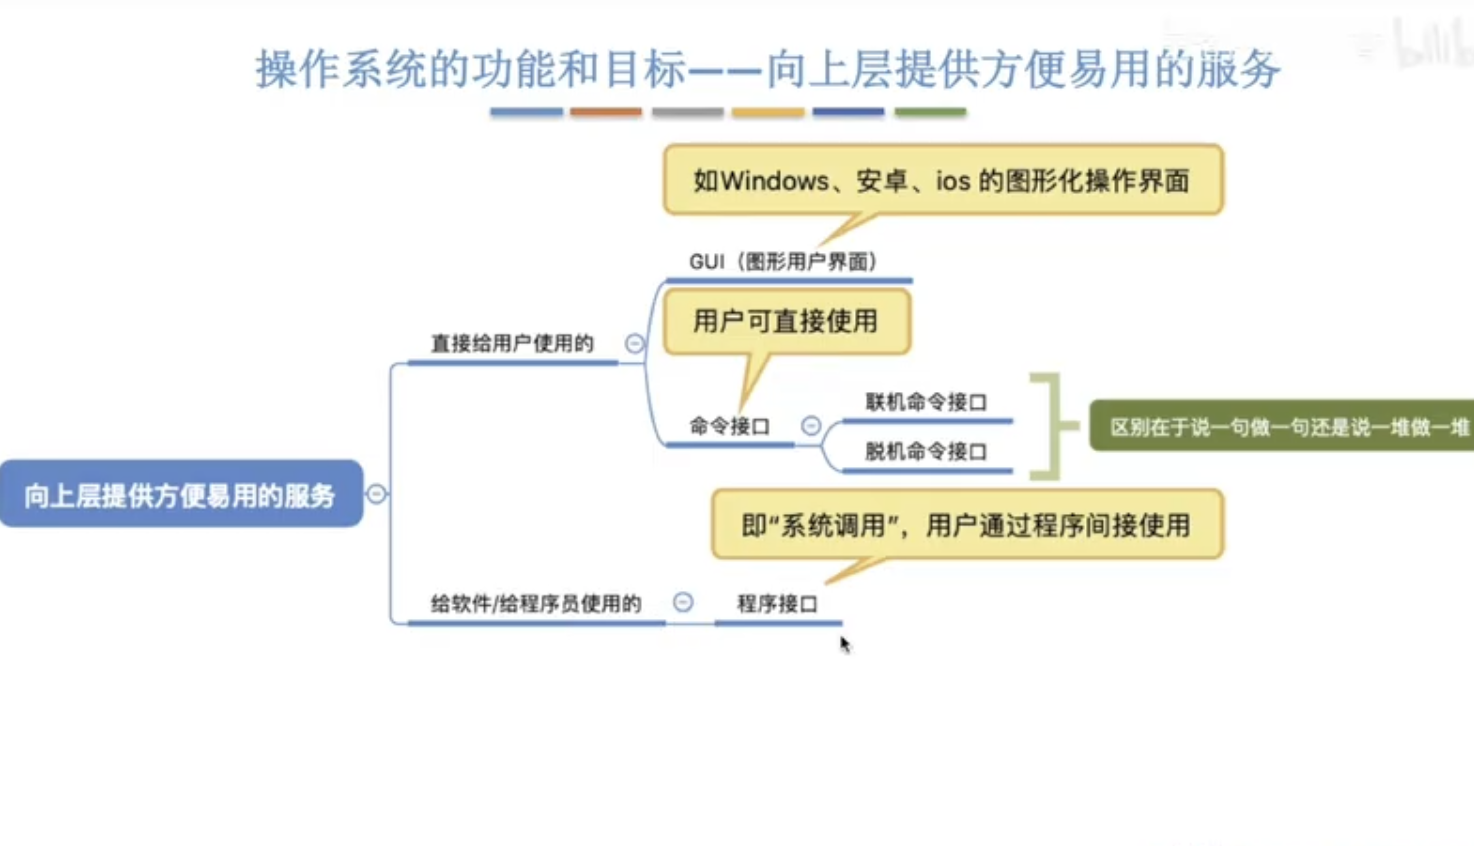 操作系统的功能和目标——向上层提供方便易用的服务
如Windows、安卓、ios 的图形化操作界面
GUI（图形用户界面）
用户可直接使用
直接给用户使用的
命令接口
联机命令接口
脱机命令接口
区别在于说一句做一句还是说一堆做一堆
向上层提供方便易用的服务
即“系统调用”，用户通过程序间接使用
给软件/给程序员使用的
程序接口